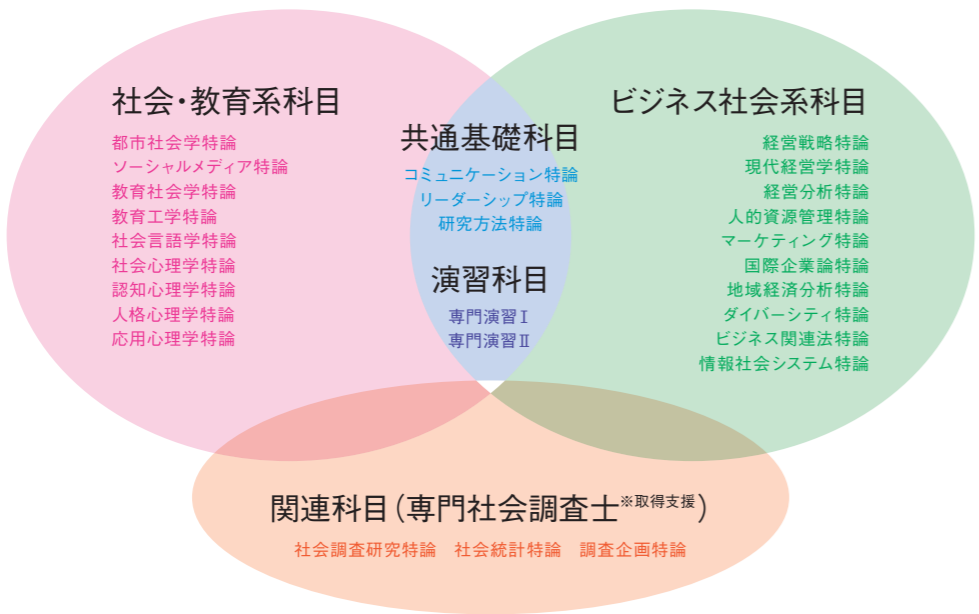 社会・教育系科目
都市社会学特論
ソーシャルメディア特論
教育社会学特論
教育工学特論
社会言語学特論
社会心理学特論
認知心理学特論
人格心理学特論
応用心理学特論
共通基礎科目
コミュニケーション特論
リーダーシップ特論
研究方法特論
演習科目
専門演習Ⅰ
専門演習Ⅱ
ビジネス社会系科目
経営戦略特論
現代経営学特論
経営分析特論
人的資源管理特論
マーケティング特論
国際企業論特論
地域経済分析特論
ダイバーシティ特論
ビジネス関連法特論
情報社会システム特論
関連科目(専門社会調査士※取得支援)
社会調査研究特論 社会統計特論 調査企画特論